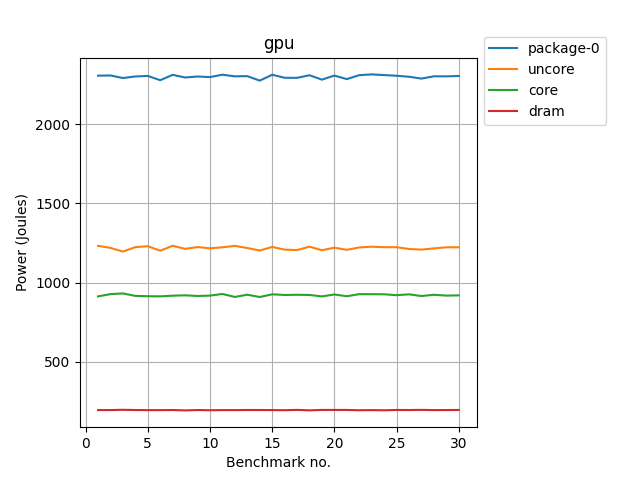 gpu
package-0
uncore
core
dram
Power (Joules)
2000
1500
1000
500
0 5 10 15 20 25 30
Benchmark no.